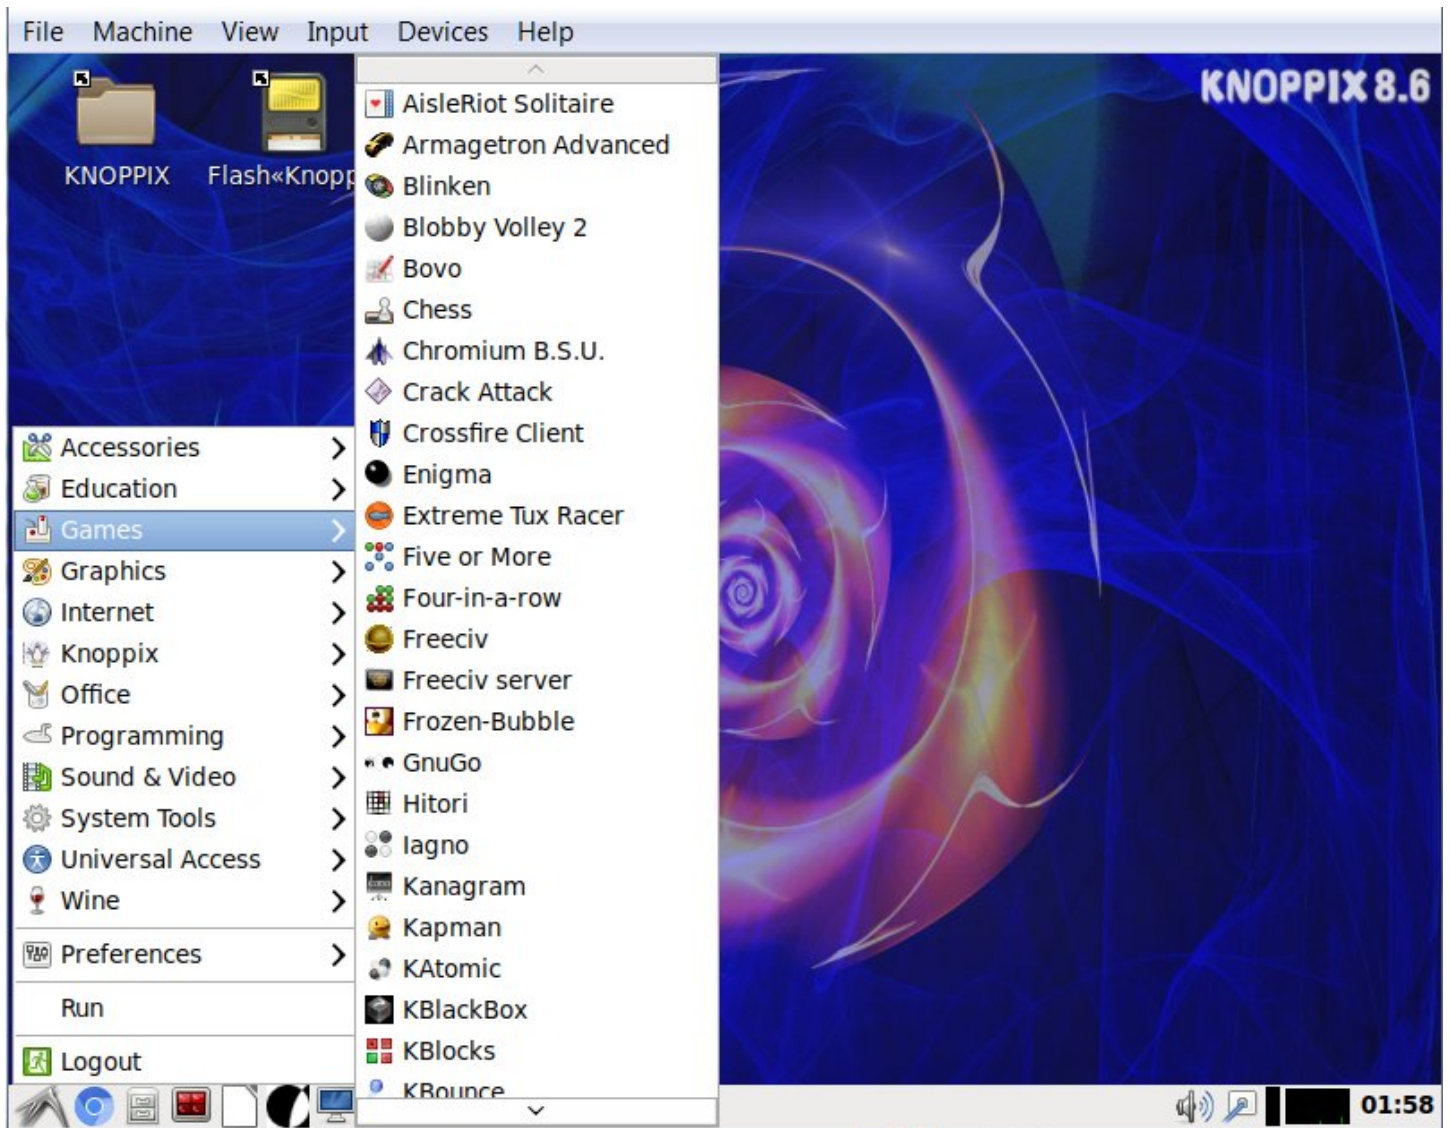 File Machine View Input Devices Help
KNOPPIX 8.6
KNOPPIX
Flash«Knopp
AisleRiot Solitaire
Armagetron Advanced
Blinken
Blobby Volley 2
Bovo
Chess
Chromium B.S.U.
Crack Attack
Crossfire Client
Enigma
Extreme Tux Racer
Five or More
Four-in-a-row
Freeciv
Freeciv server
Frozen-Bubble
GnuGo
Hitori
Iagno
Kanagram
Kapman
KAtomic
KBlackBox
KBlocks
KBounce
Accessories
Education
Games
Graphics
Internet
Knoppix
Office
Programming
Sound & Video
System Tools
Universal Access
Wine
Preferences
Run
Logout
01:58